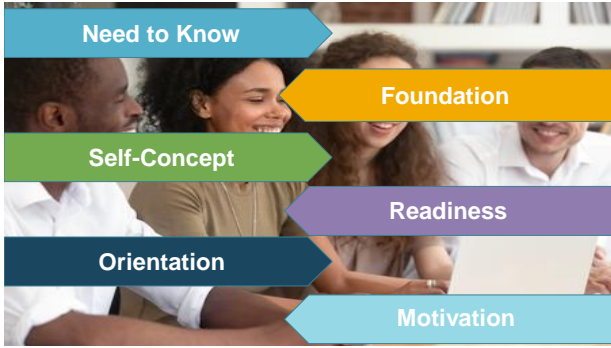 Need to Know
Foundation
Self-Concept
Readiness
Orientation
Motivation